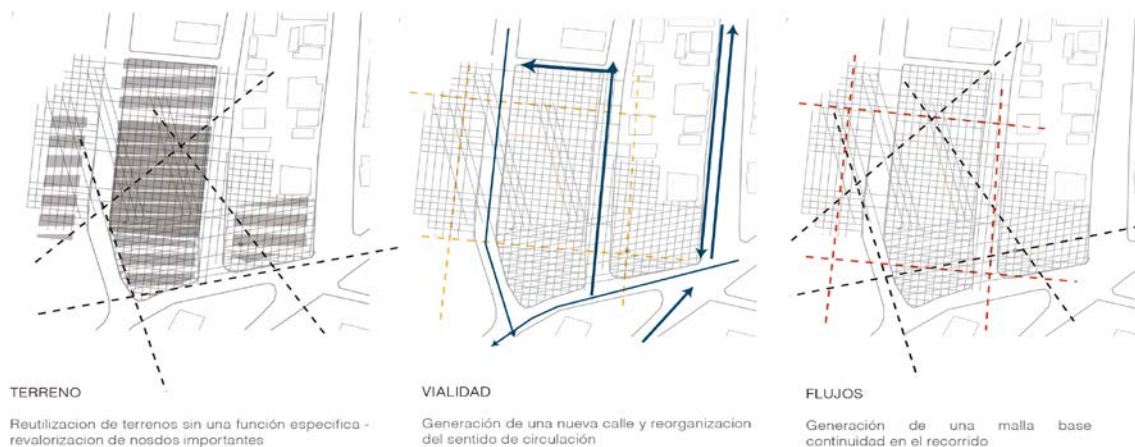 TERRENO
Reutilizacion de terrenos sin una función especifica -
revalorizacion de nosdos importantes
VIALIDAD
Generación de una nueva calle y reorganizacion
del sentido de circulación
FLUJOS
Generación de una malla base
continuidad en el recorrido